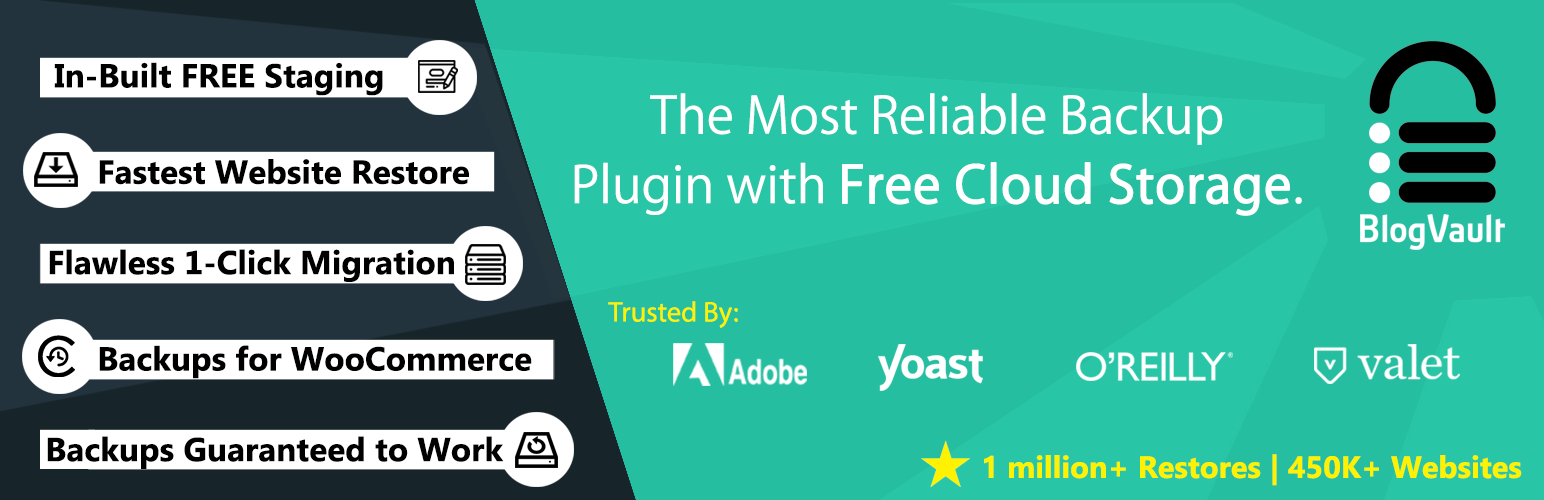 In-Built FREE Staging
Fastest Website Restore
Flawless 1-Click Migration
Backups for WooCommerce
Backups Guaranteed to Work
The Most Reliable Backup
Plugin with Free Cloud Storage.
BlogVault
Trusted By:
Adobe
yoast
O'REILLY®
v valet
1 million+ Restores | 450K+ Websites